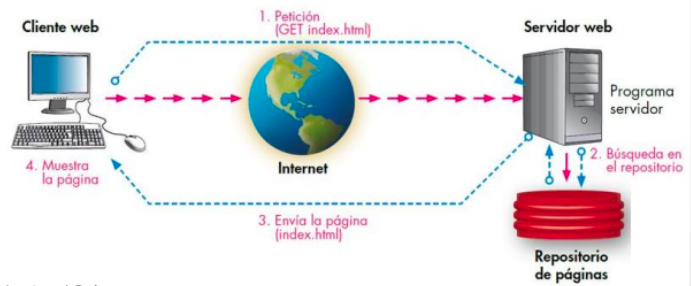 Cliente web
1. Petición
(GET index.html)
Servidor web
Programa
servidor
4. Muestra
la página
Internet
2. Búsqueda en
el repositorio
3. Envía la página
(index.html)
Repositorio
de páginas